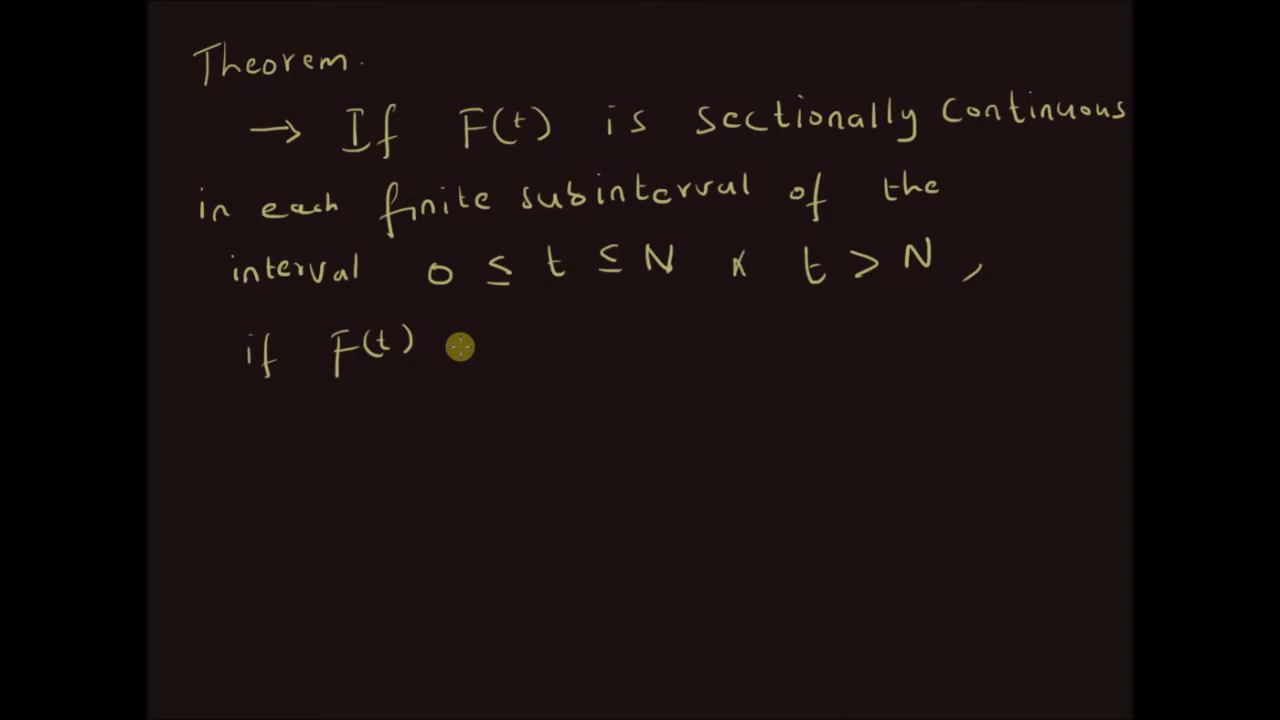 Theorem.
→ If F(t) is sectionally continuous
in each finite subinterval of the
interval 0 ≤ t ≤ N & t > N,
if F(t)